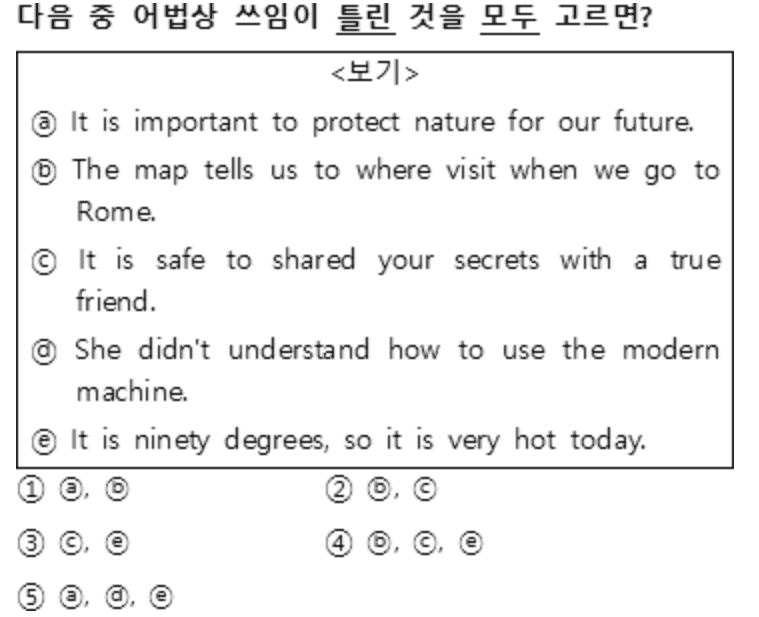 다음 중 어법상 쓰임이 틀린 것을 모두 고르면?
<보기>
ⓐ It is important to protect nature for our future.
ⓑ The map tells us to where visit when we go to
Rome.
ⓒ It is safe to shared your secrets with a true
friend.
ⓓ She didn't understand how to use the modern
machine.
ⓔ It is ninety degrees, so it is very hot today.
① ⓐ, ⓑ ② ⓑ, ⓒ
③ ⓒ, ⓔ ④ ⓑ, ⓒ, ⓔ
⑤ ⓐ, ⓓ, ⓔ